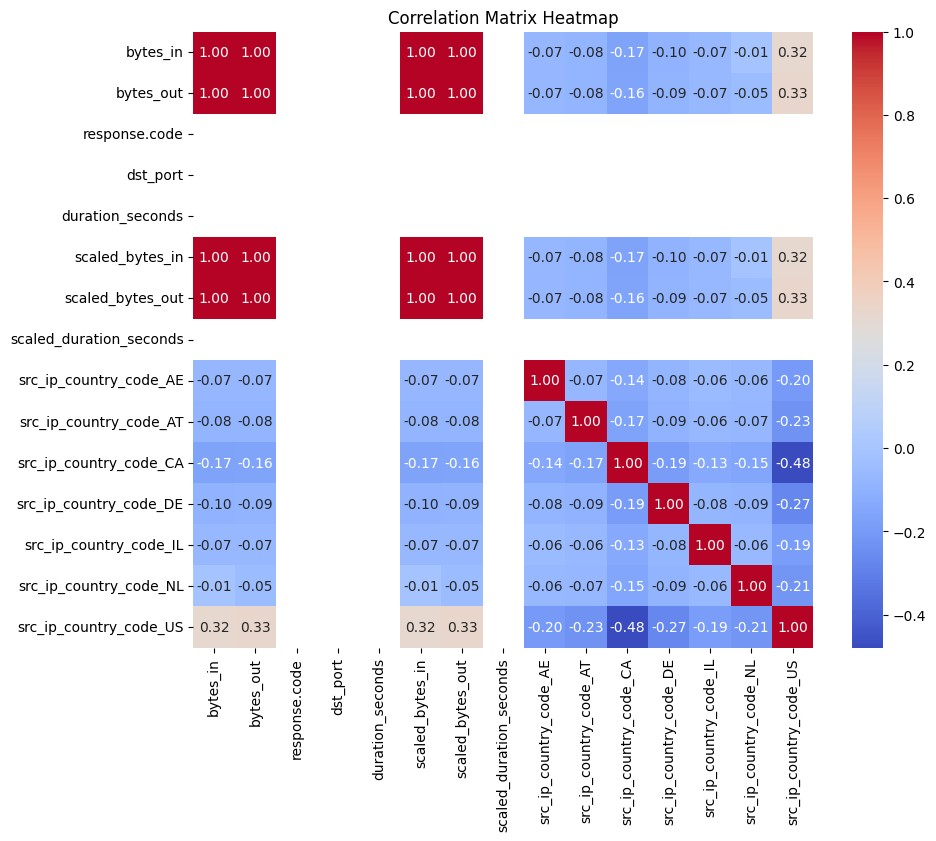 Correlation Matrix Heatmap
bytes_in 1.00 1.00 1.00 1.00 -0.07 -0.08 -0.17 -0.10 -0.07 -0.01 0.32
bytes_out 1.00 1.00 1.00 1.00 -0.07 -0.08 -0.16 -0.09 -0.07 -0.05 0.33
response.code
dst_port
duration_seconds
scaled_bytes_in 1.00 1.00 1.00 1.00 -0.07 -0.08 -0.17 -0.10 -0.07 -0.01 0.32
scaled_bytes_out 1.00 1.00 1.00 1.00 -0.07 -0.08 -0.16 -0.09 -0.07 -0.05 0.33
scaled_duration_seconds
src_ip_country_code_AE -0.07 -0.07 -0.07 -0.07 1.00 -0.07 -0.14 -0.08 -0.06 -0.06 -0.20
src_ip_country_code_AT -0.08 -0.08 -0.08 -0.08 -0.07 1.00 -0.17 -0.09 -0.06 -0.07 -0.23
src_ip_country_code_CA -0.17 -0.16 -0.17 -0.16 -0.14 -0.17 1.00 -0.19 -0.13 -0.15 -0.48
src_ip_country_code_DE -0.10 -0.09 -0.10 -0.09 -0.08 -0.09 -0.19 1.00 -0.08 -0.09 -0.27
src_ip_country_code_IL -0.07 -0.07 -0.07 -0.07 -0.06 -0.06 -0.13 -0.08 1.00 -0.06 -0.19
src_ip_country_code_NL -0.01 -0.05 -0.01 -0.05 -0.06 -0.07 -0.15 -0.09 -0.06 1.00 -0.21
src_ip_country_code_US 0.32 0.33 0.32 0.33 -0.20 -0.23 -0.48 -0.27 -0.19 -0.21 1.00
bytes_in
bytes_out
response.code
dst_port
duration_seconds
scaled_bytes_in
scaled_bytes_out
scaled_duration_seconds
src_ip_country_code_AE
src_ip_country_code_AT
src_ip_country_code_CA
src_ip_country_code_DE
src_ip_country_code_IL
src_ip_country_code_NL
src_ip_country_code_US
1.0
0.8
0.6
0.4
0.2
0.0
−0.2
−0.4